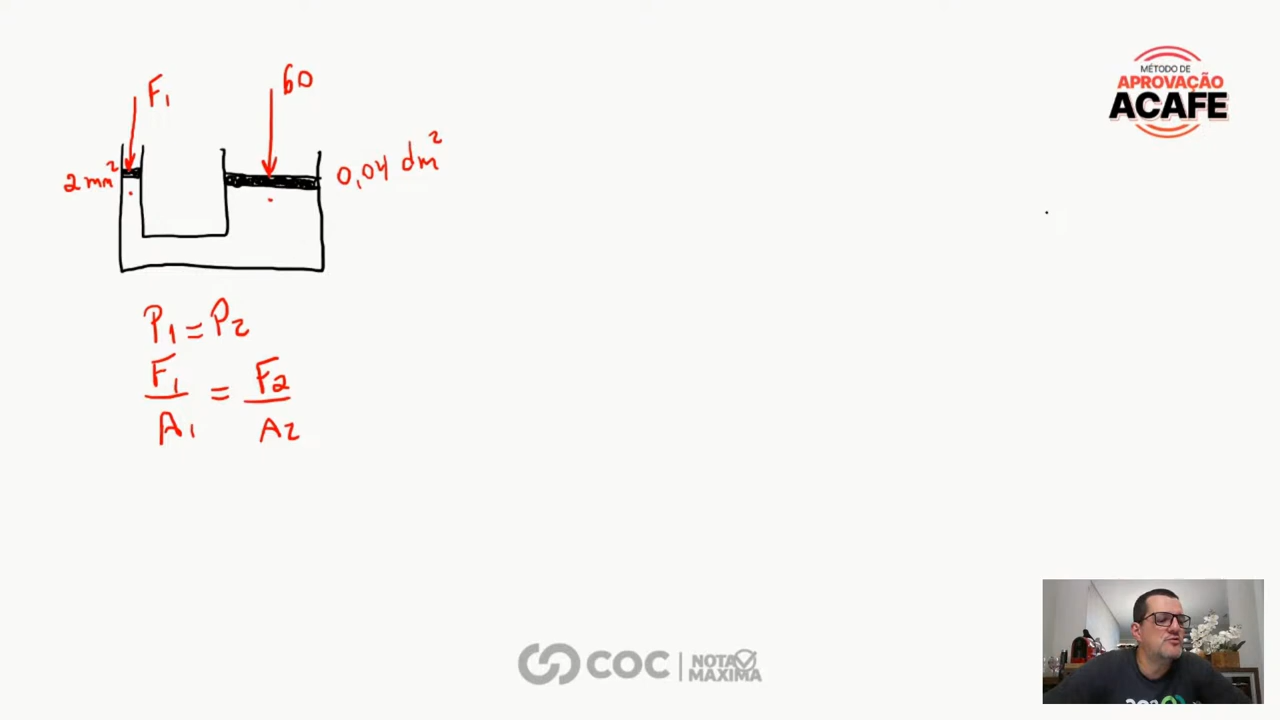 MÉTODO DE
APROVAÇÃO
ACAFE
F1
60
2 mm²
0,04 dm²
P1 = P2
F1 / A1 = F2 / A2
COC
NOTA
MÁXIMA